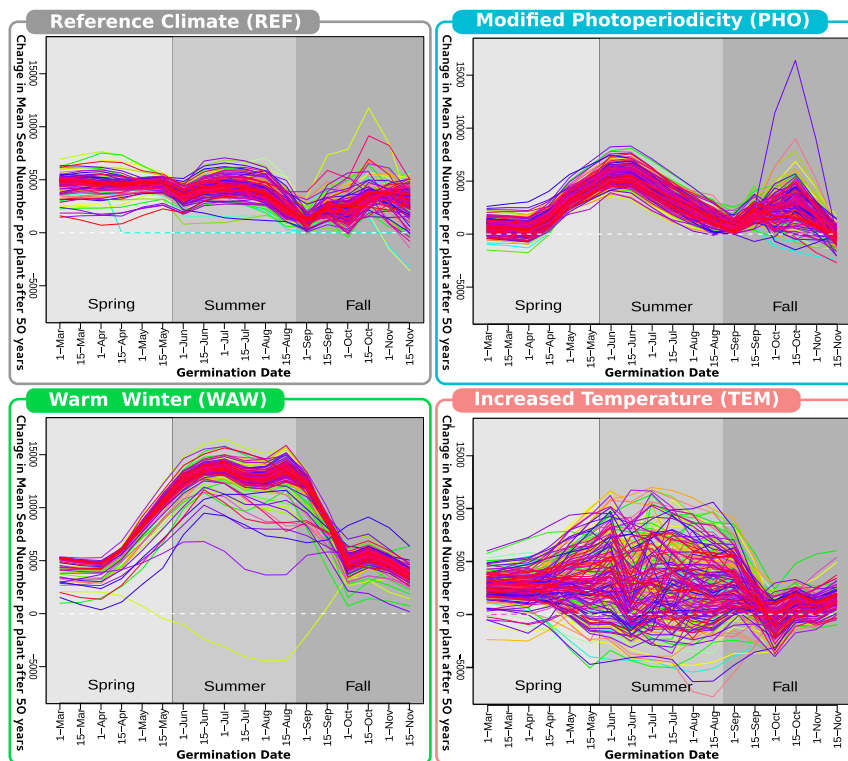 Reference Climate (REF)
Change in Mean Seed Nuember per plant after 50 years
15000
10000
5000
0
−5000
Spring
Summer
Fall
1−Mar
15−Mar
1−Apr
15−Apr
1−May
15−May
1−Jun
15−Jun
1−Jul
15−Jul
1−Aug
15−Aug
1−Sep
15−Sep
1−Oct
15−Oct
1−Nov
15−Nov
Germination Date
Modified Photoperiodicity (PHO)
Change in Mean Seed Nuember per plant after 50 years
15000
10000
5000
0
−5000
Spring
Summer
Fall
1−Mar
15−Mar
1−Apr
15−Apr
1−May
15−May
1−Jun
15−Jun
1−Jul
15−Jul
1−Aug
15−Aug
1−Sep
15−Sep
1−Oct
15−Oct
1−Nov
15−Nov
Germination Date
Warm Winter (WAW)
Change in Mean Seed Nuember per plant after 50 years
15000
10000
5000
0
−5000
Spring
Summer
Fall
1−Mar
15−Mar
1−Apr
15−Apr
1−May
15−May
1−Jun
15−Jun
1−Jul
15−Jul
1−Aug
15−Aug
1−Sep
15−Sep
1−Oct
15−Oct
1−Nov
15−Nov
Germination Date
Increased Temperature (TEM)
Change in Mean Seed Nuember per plant after 50 years
15000
10000
5000
0
−5000
Spring
Summer
Fall
1−Mar
15−Mar
1−Apr
15−Apr
1−May
15−May
1−Jun
15−Jun
1−Jul
15−Jul
1−Aug
15−Aug
1−Sep
15−Sep
1−Oct
15−Oct
1−Nov
15−Nov
Germination Date